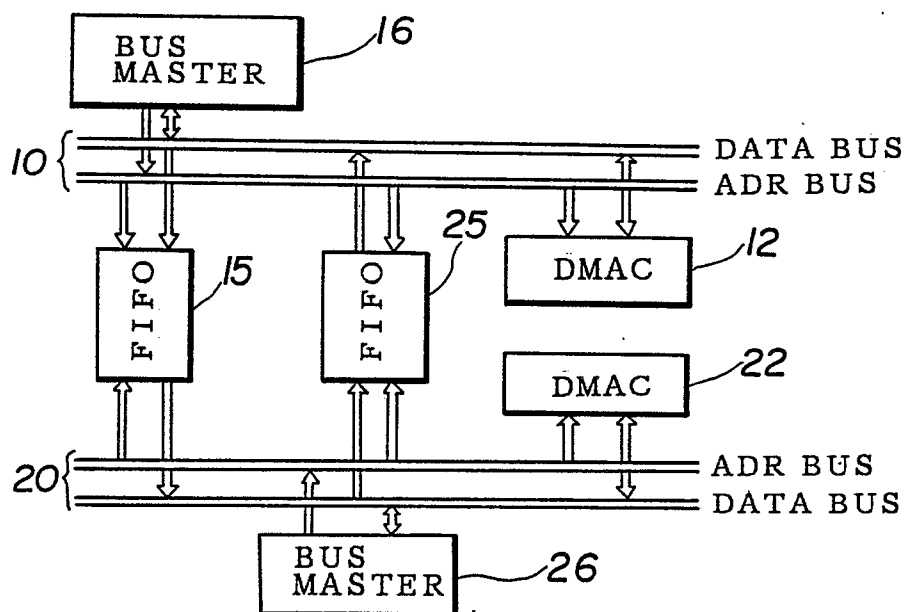 BUS
MASTER
16
10
DATA BUS
ADR BUS
FIFO
15
FIFO
25
DMAC
12
DMAC
22
20
ADR BUS
DATA BUS
BUS
MASTER
26